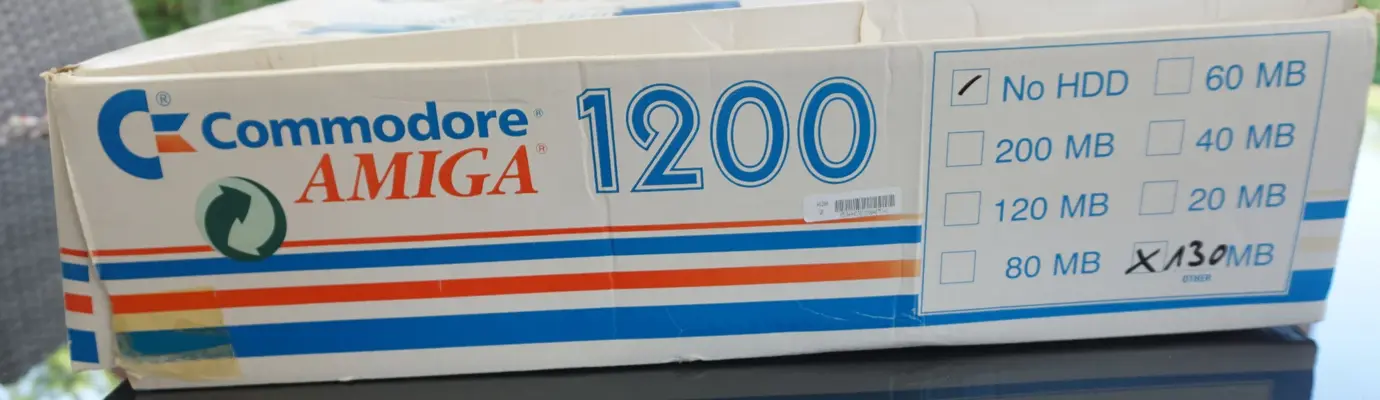 Commodore®
AMIGA®
1200
No HDD
60 MB
200 MB
40 MB
120 MB
20 MB
80 MB
X 130 MB
OTHER